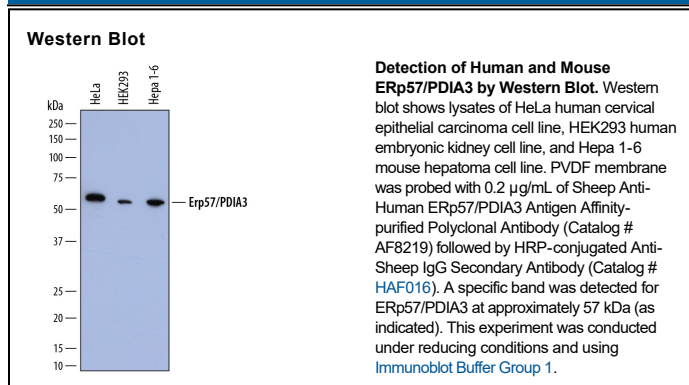 Western Blot
HeLa
HEK293
Hepa 1-6
kDa
250
150
100
75
50
37
25
20
15
10
Erp57/PDIA3
Detection of Human and Mouse
ERp57/PDIA3 by Western Blot. Western
blot shows lysates of HeLa human cervical
epithelial carcinoma cell line, HEK293 human
embryonic kidney cell line, and Hepa 1-6
mouse hepatoma cell line. PVDF membrane
was probed with 0.2 µg/mL of Sheep Anti-
Human ERp57/PDIA3 Antigen Affinity-
purified Polyclonal Antibody (Catalog #
AF8219) followed by HRP-conjugated Anti-
Sheep IgG Secondary Antibody (Catalog #
HAF016). A specific band was detected for
ERp57/PDIA3 at approximately 57 kDa (as
indicated). This experiment was conducted
under reducing conditions and using
Immunoblot Buffer Group 1.